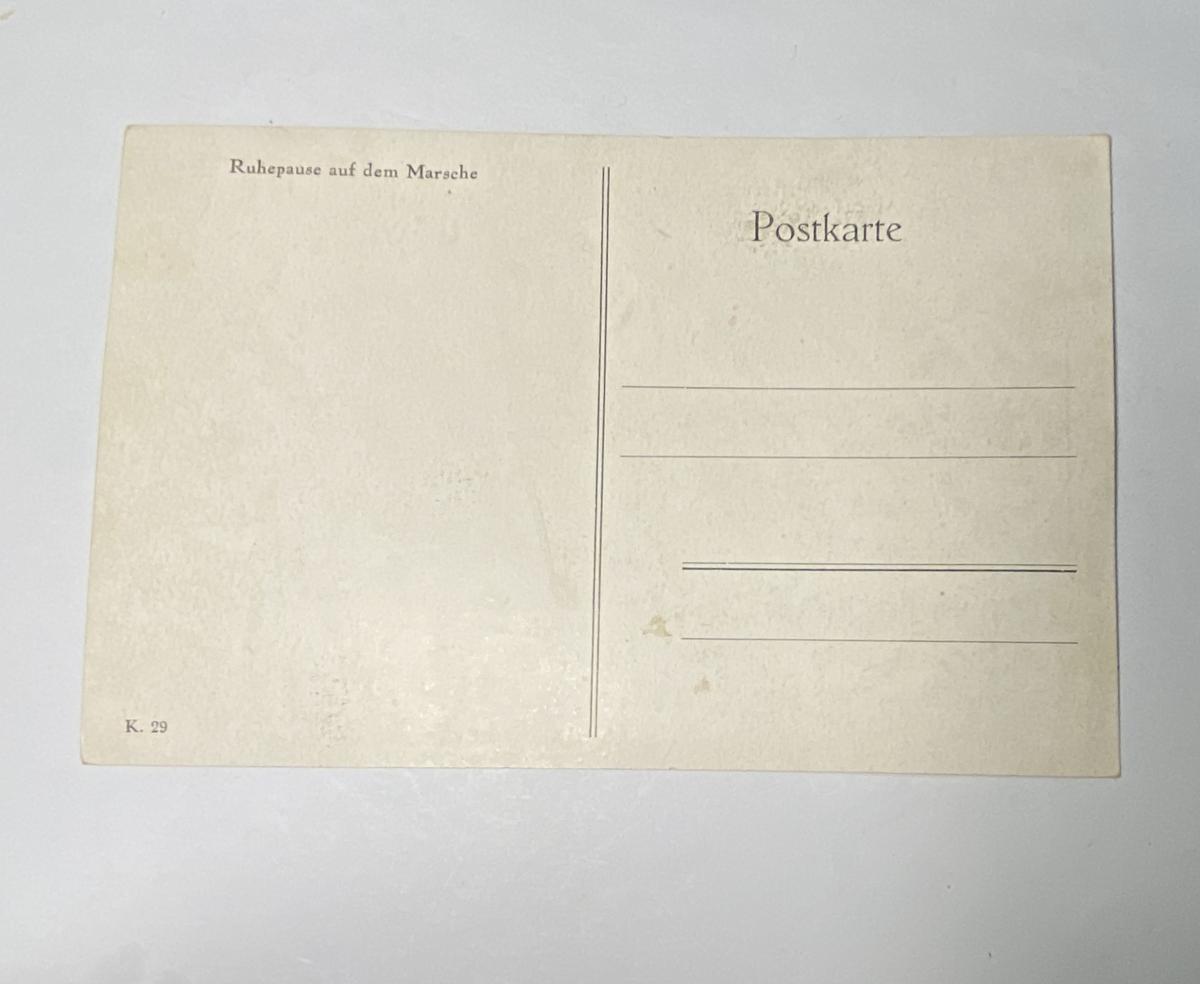 Ruhepause auf dem Marsche
Postkarte
K. 29